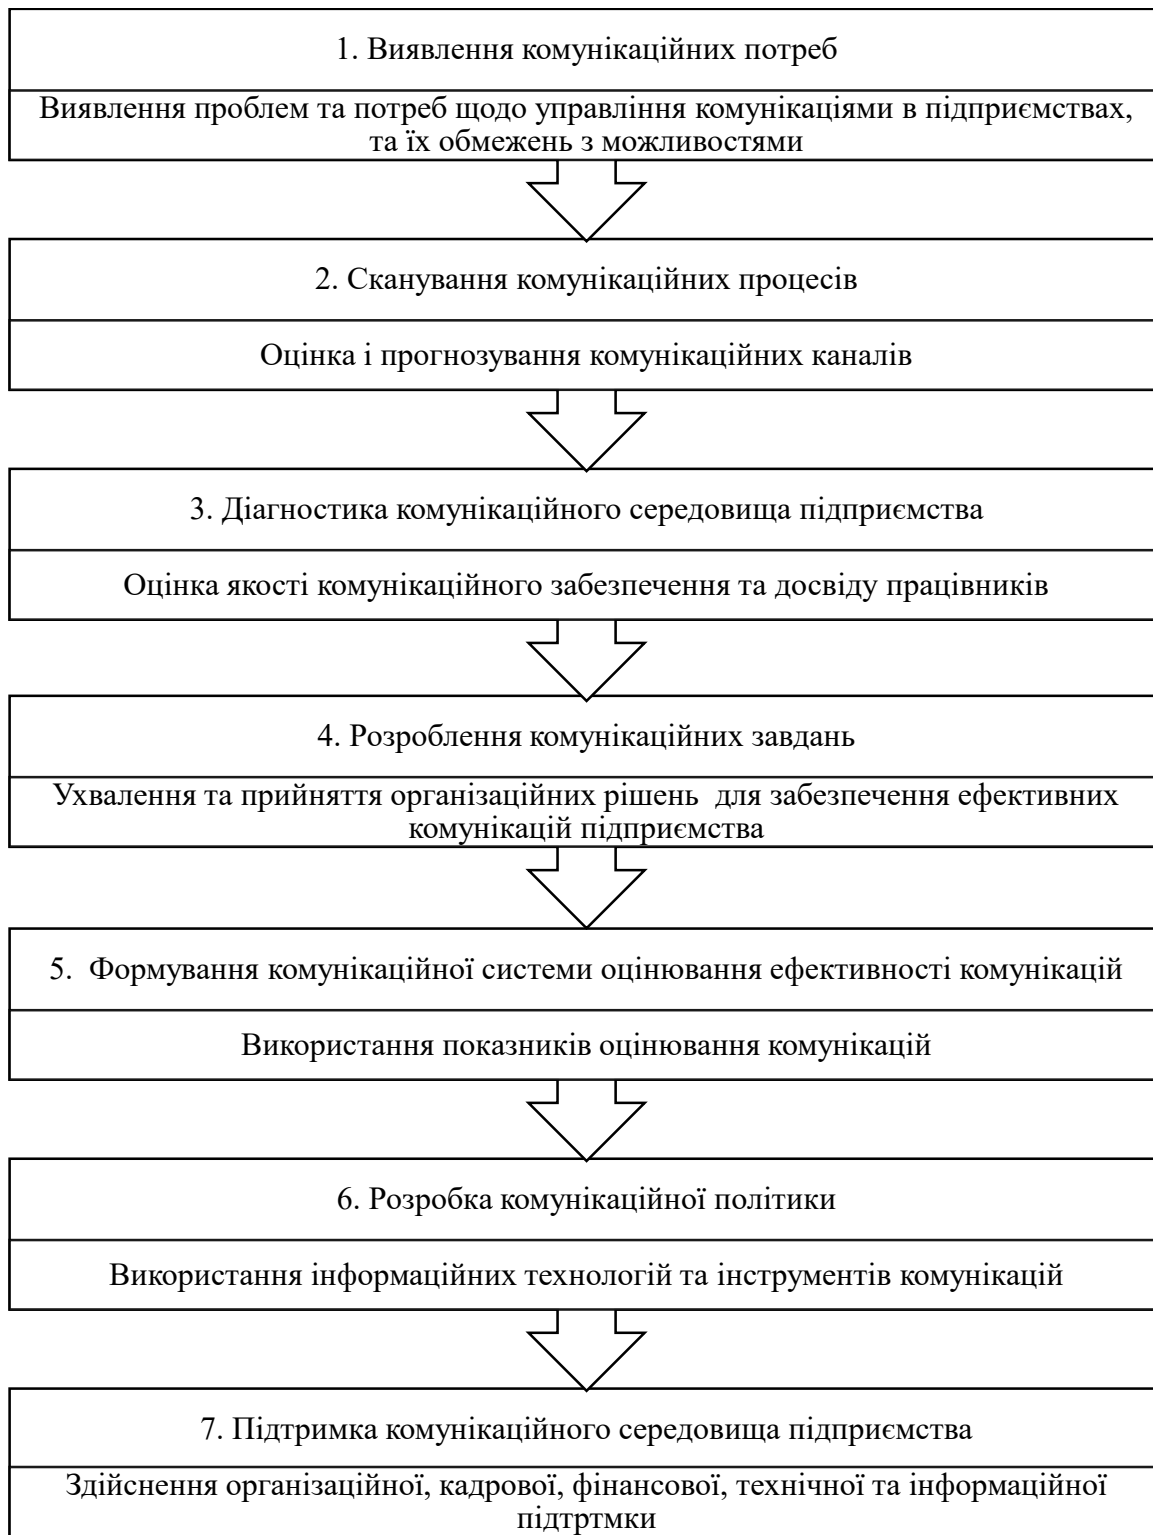 1. Виявлення комунікаційних потреб
Виявлення проблем та потреб щодо управління комунікаціями в підприємствах,
та їх обмежень з можливостями
2. Сканування комунікаційних процесів
Оцінка і прогнозування комунікаційних каналів
3. Діагностика комунікаційного середовища підприємства
Оцінка якості комунікаційного забезпечення та досвіду працівників
4. Розроблення комунікаційних завдань
Ухвалення та прийняття організаційних рішень для забезпечення ефективних
комунікацій підприємства
5. Формування комунікаційної системи оцінювання ефективності комунікацій
Використання показників оцінювання комунікацій
6. Розробка комунікаційної політики
Використання інформаційних технологій та інструментів комунікацій
7. Підтримка комунікаційного середовища підприємства
Здійснення організаційної, кадрової, фінансової, технічної та інформаційної
підтртмки